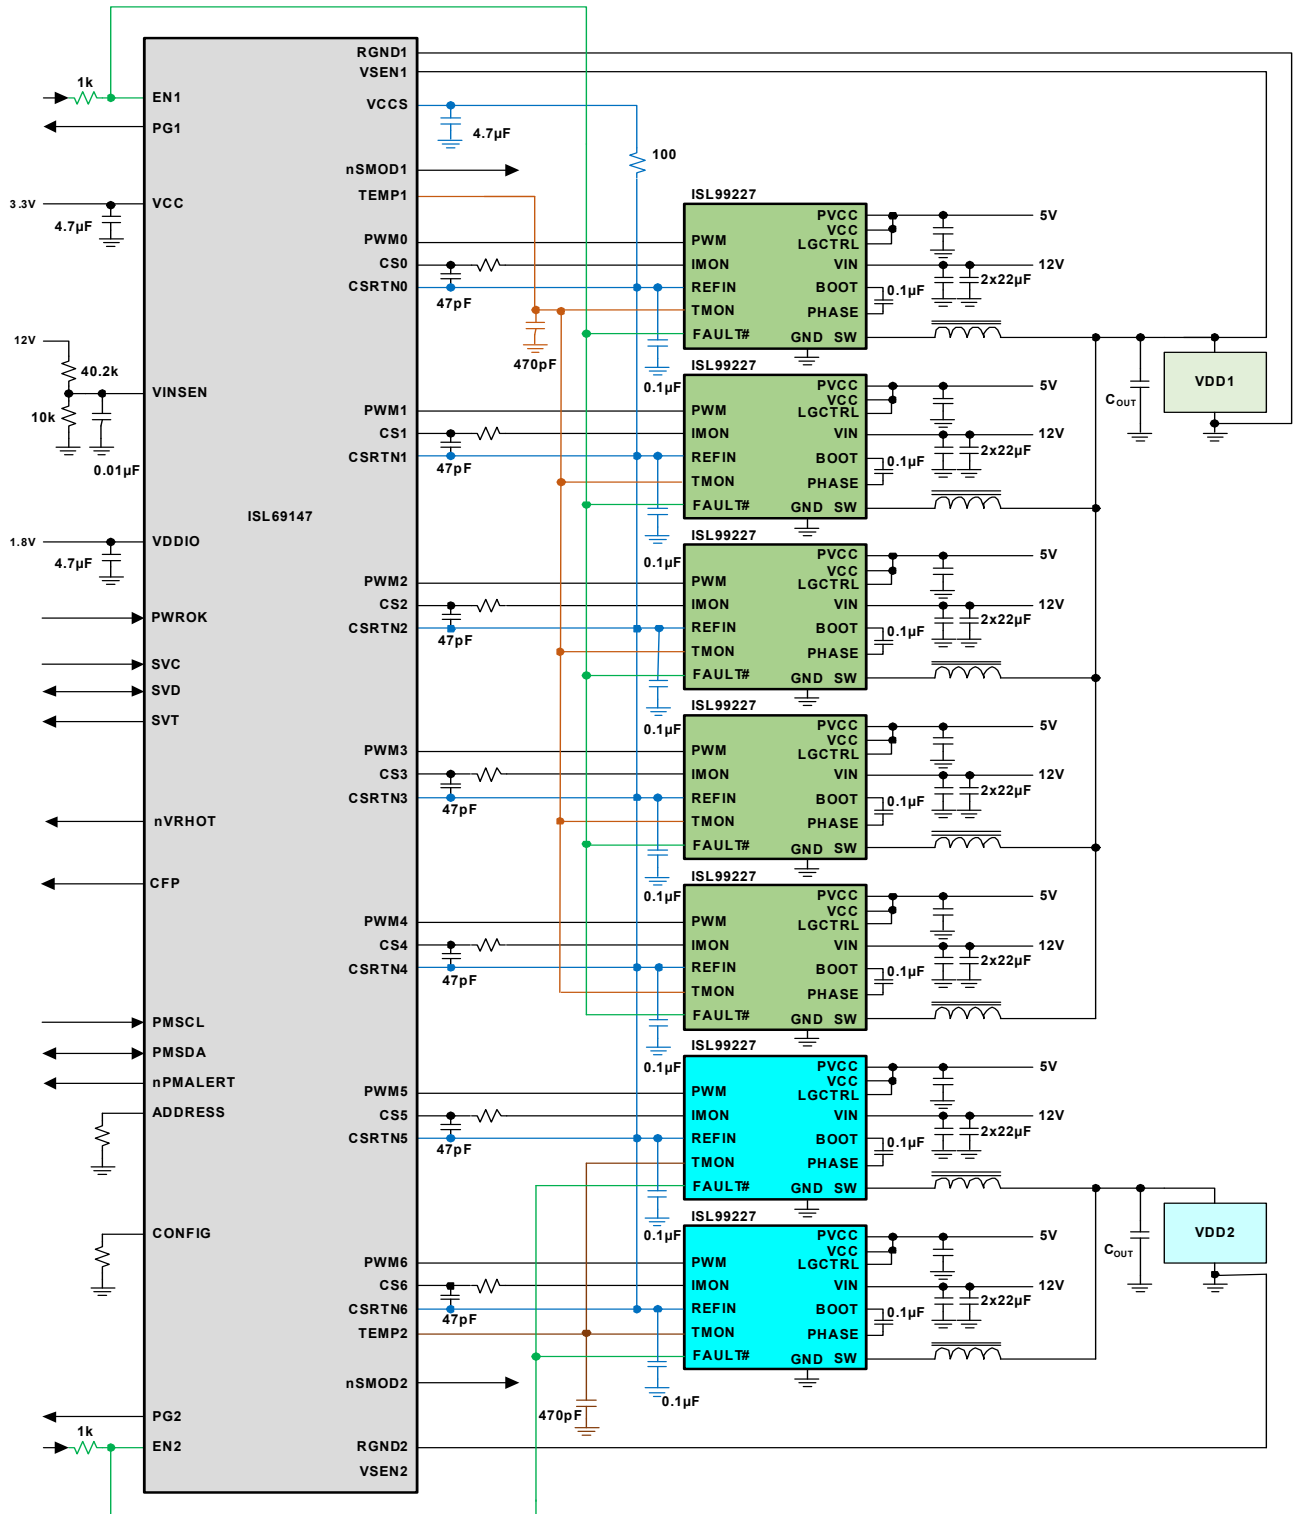 1k
EN1
PG1
3.3V
VCC
4.7µF
12V
40.2k
VINSEN
10k
0.01µF
ISL69147
1.8V
VDDIO
4.7µF
PWROK
SVC
SVD
SVT
nVRHOT
CFP
PMSCL
PMSDA
nPMALERT
ADDRESS
CONFIG
PG2
1k
EN2
RGND1
VSEN1
VCCS
4.7µF
100
nSMOD1
TEMP1
PWM0
CS0
CSRTN0
47pF
470pF
0.1µF
PWM1
CS1
CSRTN1
47pF
0.1µF
PWM2
CS2
CSRTN2
47pF
0.1µF
PWM3
CS3
CSRTN3
47pF
0.1µF
PWM4
CS4
CSRTN4
47pF
0.1µF
PWM5
CS5
CSRTN5
47pF
0.1µF
PWM6
CS6
CSRTN6
47pF
TEMP2
0.1µF
nSMOD2
470pF
RGND2
VSEN2
ISL99227
PWM
IMON
REFIN
TMON
FAULT#
PVCC
VCC
LGCTRL
VIN
BOOT
PHASE
GND SW
5V
12V
2x22µF
0.1µF
ISL99227
PWM
IMON
REFIN
TMON
FAULT#
PVCC
VCC
LGCTRL
VIN
BOOT
PHASE
GND SW
5V
12V
2x22µF
0.1µF
ISL99227
PWM
IMON
REFIN
TMON
FAULT#
PVCC
VCC
LGCTRL
VIN
BOOT
PHASE
GND SW
5V
12V
2x22µF
0.1µF
ISL99227
PWM
IMON
REFIN
TMON
FAULT#
PVCC
VCC
LGCTRL
VIN
BOOT
PHASE
GND SW
5V
12V
2x22µF
0.1µF
ISL99227
PWM
IMON
REFIN
TMON
FAULT#
PVCC
VCC
LGCTRL
VIN
BOOT
PHASE
GND SW
5V
12V
2x22µF
0.1µF
ISL99227
PWM
IMON
REFIN
TMON
FAULT#
PVCC
VCC
LGCTRL
VIN
BOOT
PHASE
GND SW
5V
12V
2x22µF
0.1µF
ISL99227
PWM
IMON
REFIN
TMON
FAULT#
PVCC
VCC
LGCTRL
VIN
BOOT
PHASE
GND SW
5V
12V
2x22µF
0.1µF
COUT
VDD1
COUT
VDD2